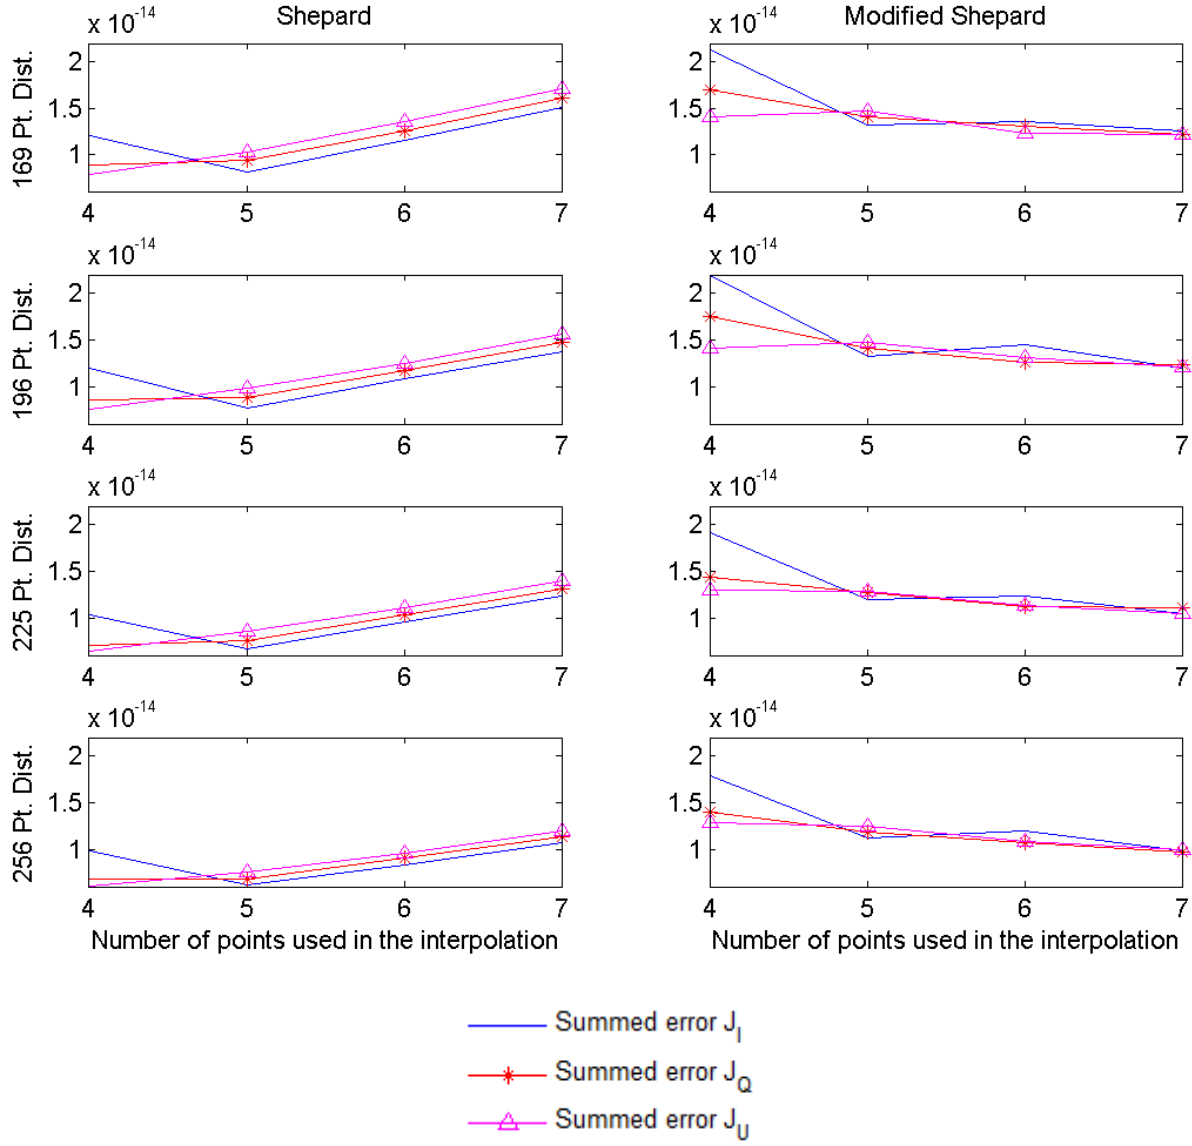 x 10-14 Shepard
x 10-14 Modified Shepard
169 Pt. Dist.
2
1.5
1
4 5 6 7
2
1.5
1
4 5 6 7
x 10-14
x 10-14
196 Pt. Dist.
2
1.5
1
4 5 6 7
2
1.5
1
4 5 6 7
x 10-14
x 10-14
225 Pt. Dist.
2
1.5
1
4 5 6 7
2
1.5
1
4 5 6 7
x 10-14
x 10-14
256 Pt. Dist.
2
1.5
1
4 5 6 7
Number of points used in the interpolation
2
1.5
1
4 5 6 7
Number of points used in the interpolation
Summed error JI
Summed error JQ
Summed error JU